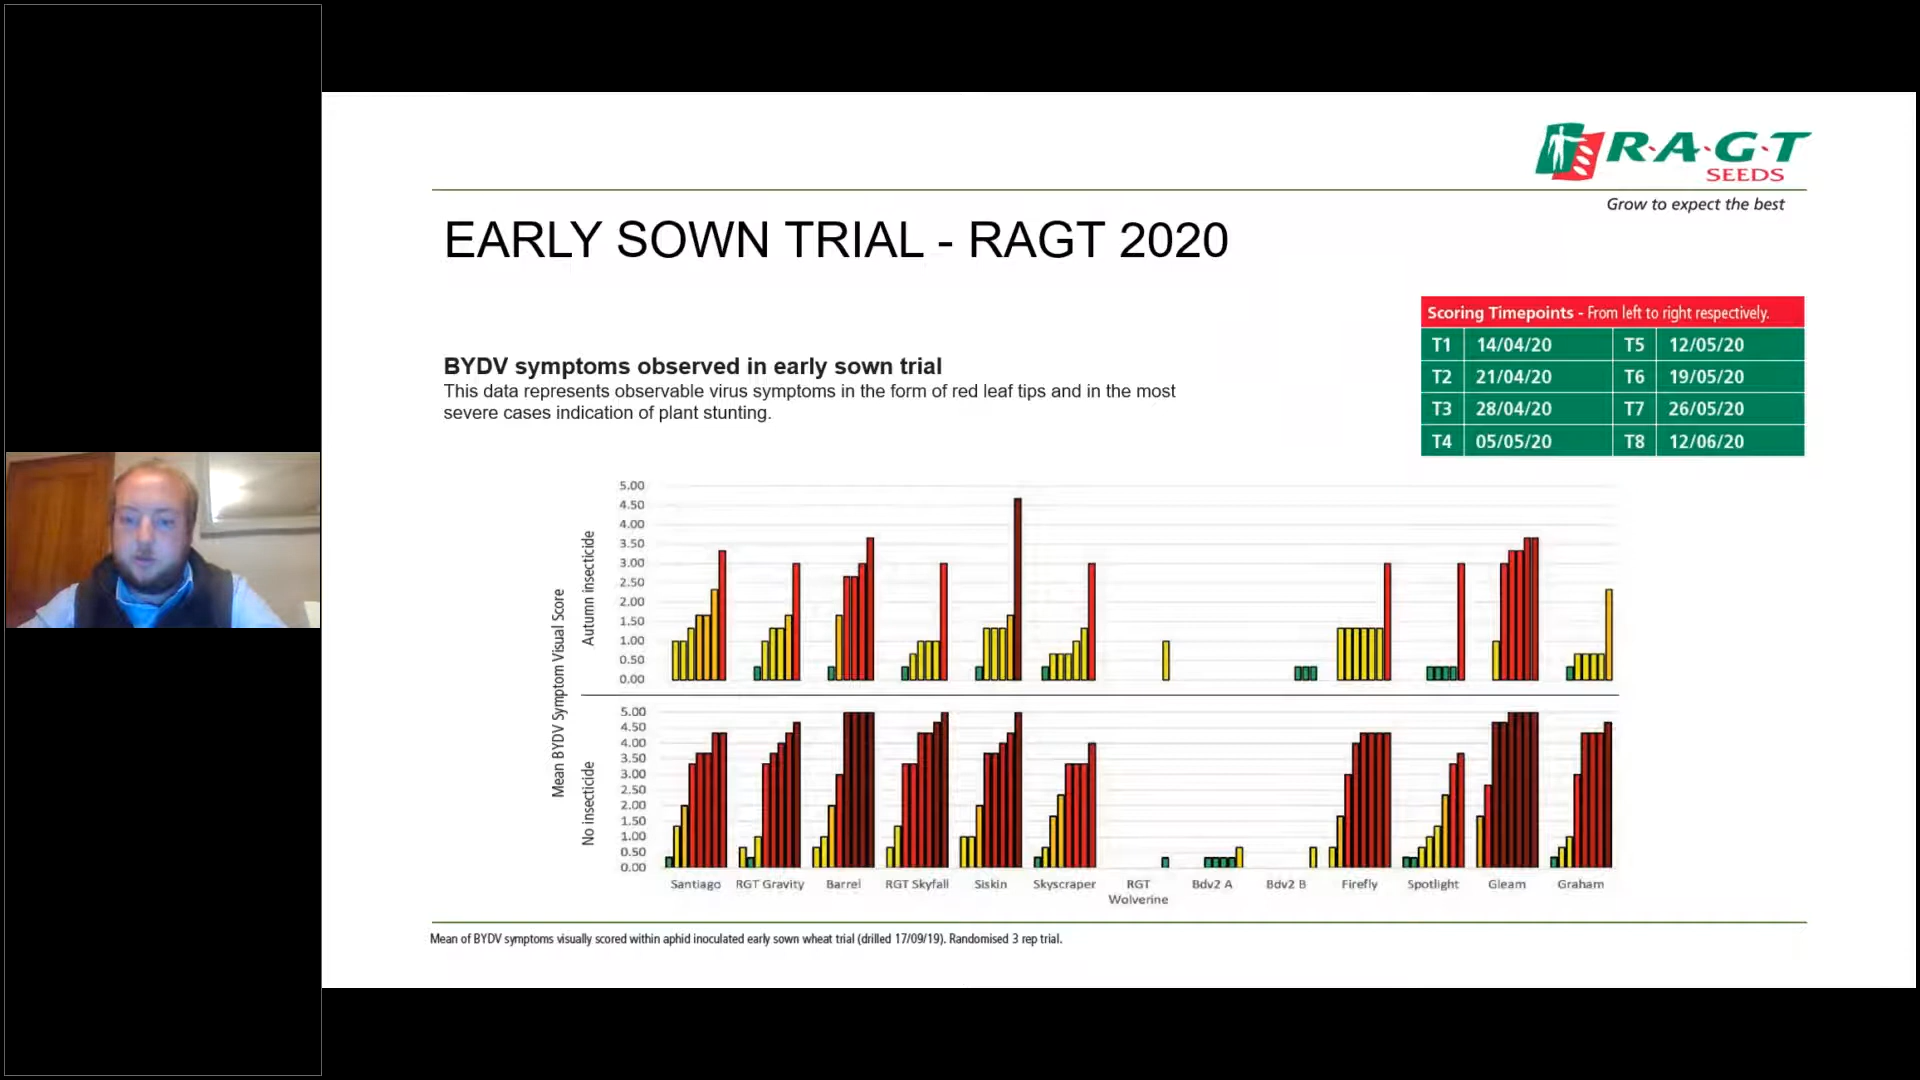 R·A·G·T
SEEDS
Grow to expect the best
EARLY SOWN TRIAL - RAGT 2020
Scoring Timepoints - From left to right respectively.
T1 14/04/20 T5 12/05/20
T2 21/04/20 T6 19/05/20
T3 28/04/20 T7 26/05/20
T4 05/05/20 T8 12/06/20
BYDV symptoms observed in early sown trial
This data represents observable virus symptoms in the form of red leaf tips and in the most
severe cases indication of plant stunting.
Mean BYDV Symptom Visual Score
Autumn insecticide
5.00
4.50
4.00
3.50
3.00
2.50
2.00
1.50
1.00
0.50
0.00
No insecticide
5.00
4.50
4.00
3.50
3.00
2.50
2.00
1.50
1.00
0.50
0.00
Santiago RGT Gravity Barrel RGT Skyfall Siskin Skyscraper RGT Bdv2 A Bdv2 B Firefly Spotlight Gleam Graham
Wolverine
Mean of BYDV symptoms visually scored within aphid inoculated early sown wheat trial (drilled 17/09/19). Randomised 3 rep trial.